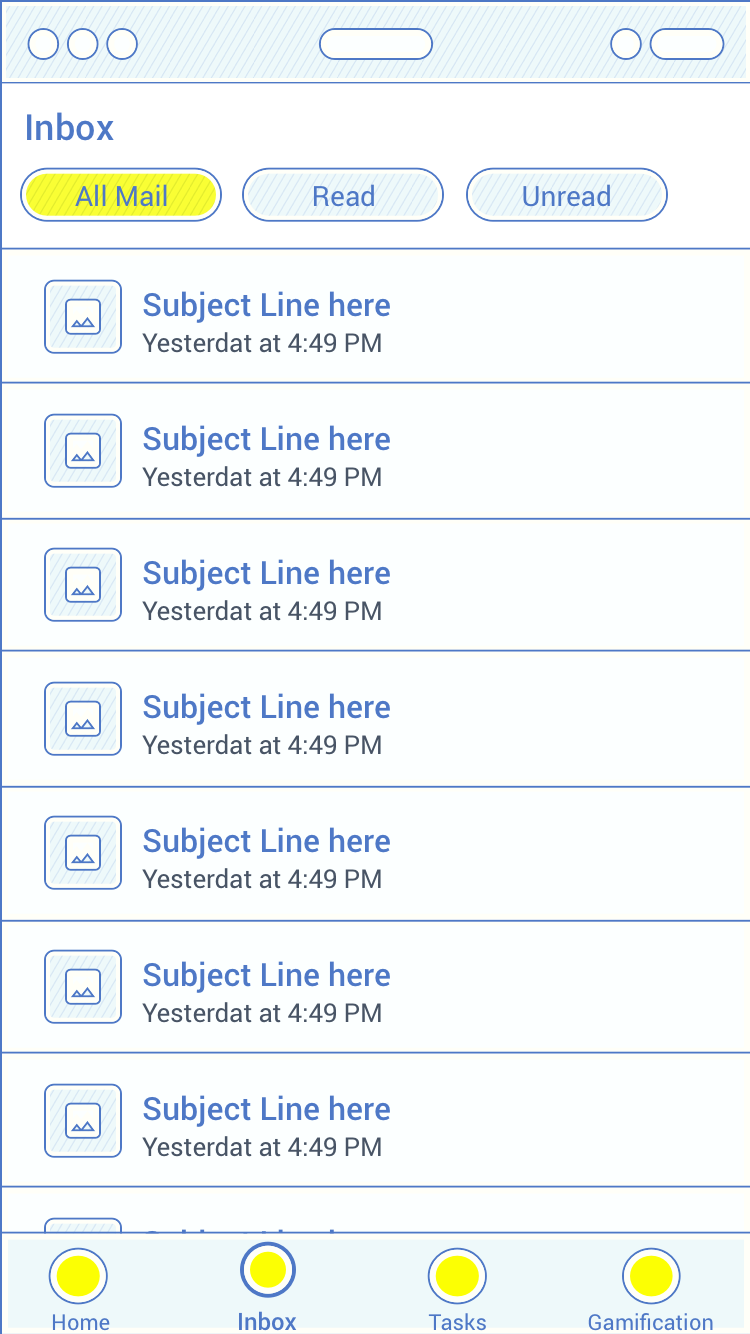 Inbox
All Mail
Read
Unread
Subject Line here
Yesterdat at 4:49 PM
Subject Line here
Yesterdat at 4:49 PM
Subject Line here
Yesterdat at 4:49 PM
Subject Line here
Yesterdat at 4:49 PM
Subject Line here
Yesterdat at 4:49 PM
Subject Line here
Yesterdat at 4:49 PM
Subject Line here
Yesterdat at 4:49 PM
Home
Inbox
Tasks
Gamification